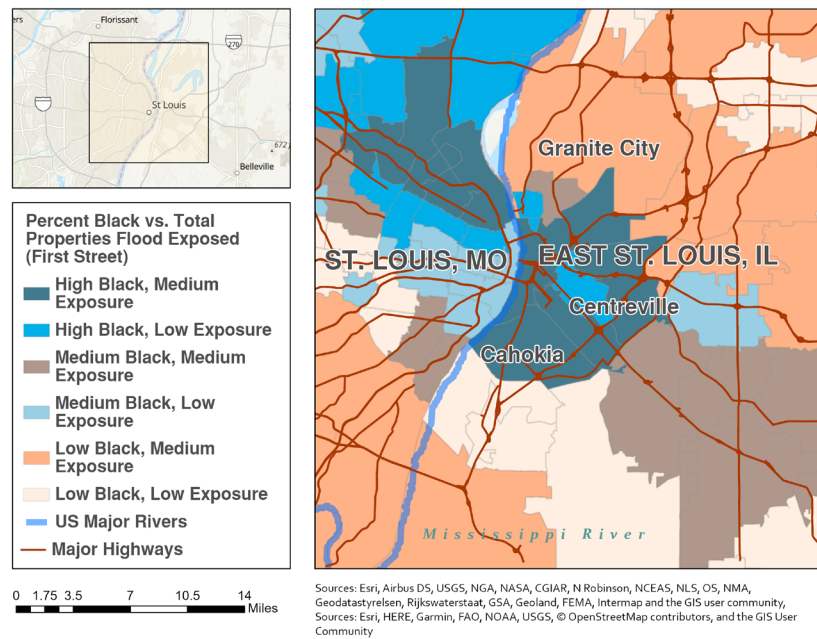 ers
Florissant
270
St Louis
Belleville
672
Percent Black vs. Total
Properties Flood Exposed
(First Street)
High Black, Medium
Exposure
High Black, Low Exposure
Medium Black, Medium
Exposure
Medium Black, Low
Exposure
Low Black, Medium
Exposure
Low Black, Low Exposure
US Major Rivers
Major Highways
0 1.75 3.5 7 10.5 14
Miles
Granite City
ST. LOUIS, MO
EAST ST. LOUIS, IL
Centreville
Cahokia
Mississippi River
Sources: Esri, Airbus DS, USGS, NGA, NASA, CGIAR, N Robinson, NCEAS, NLS, OS, NMA,
Geodatastyrelsen, Rijkswaterstaat, GSA, Geoland, FEMA, Intermap and the GIS user community,
Sources: Esri, HERE, Garmin, FAO, NOAA, USGS, © OpenStreetMap contributors, and the GIS User
Community